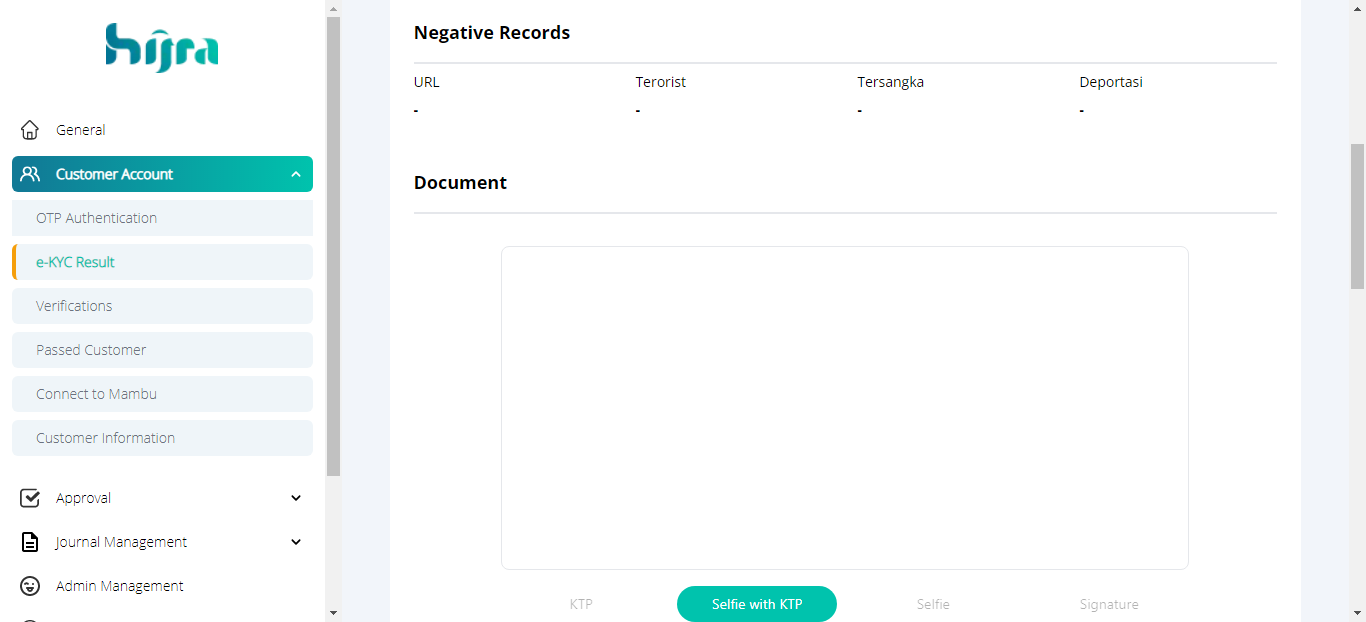 hijra
General
Customer Account
OTP Authentication
e-KYC Result
Verifications
Passed Customer
Connect to Mambu
Customer Information
Approval
Journal Management
Admin Management
Negative Records
URL Terorist Tersangka Deportasi
- - - -
Document
KTP Selfie with KTP Selfie Signature